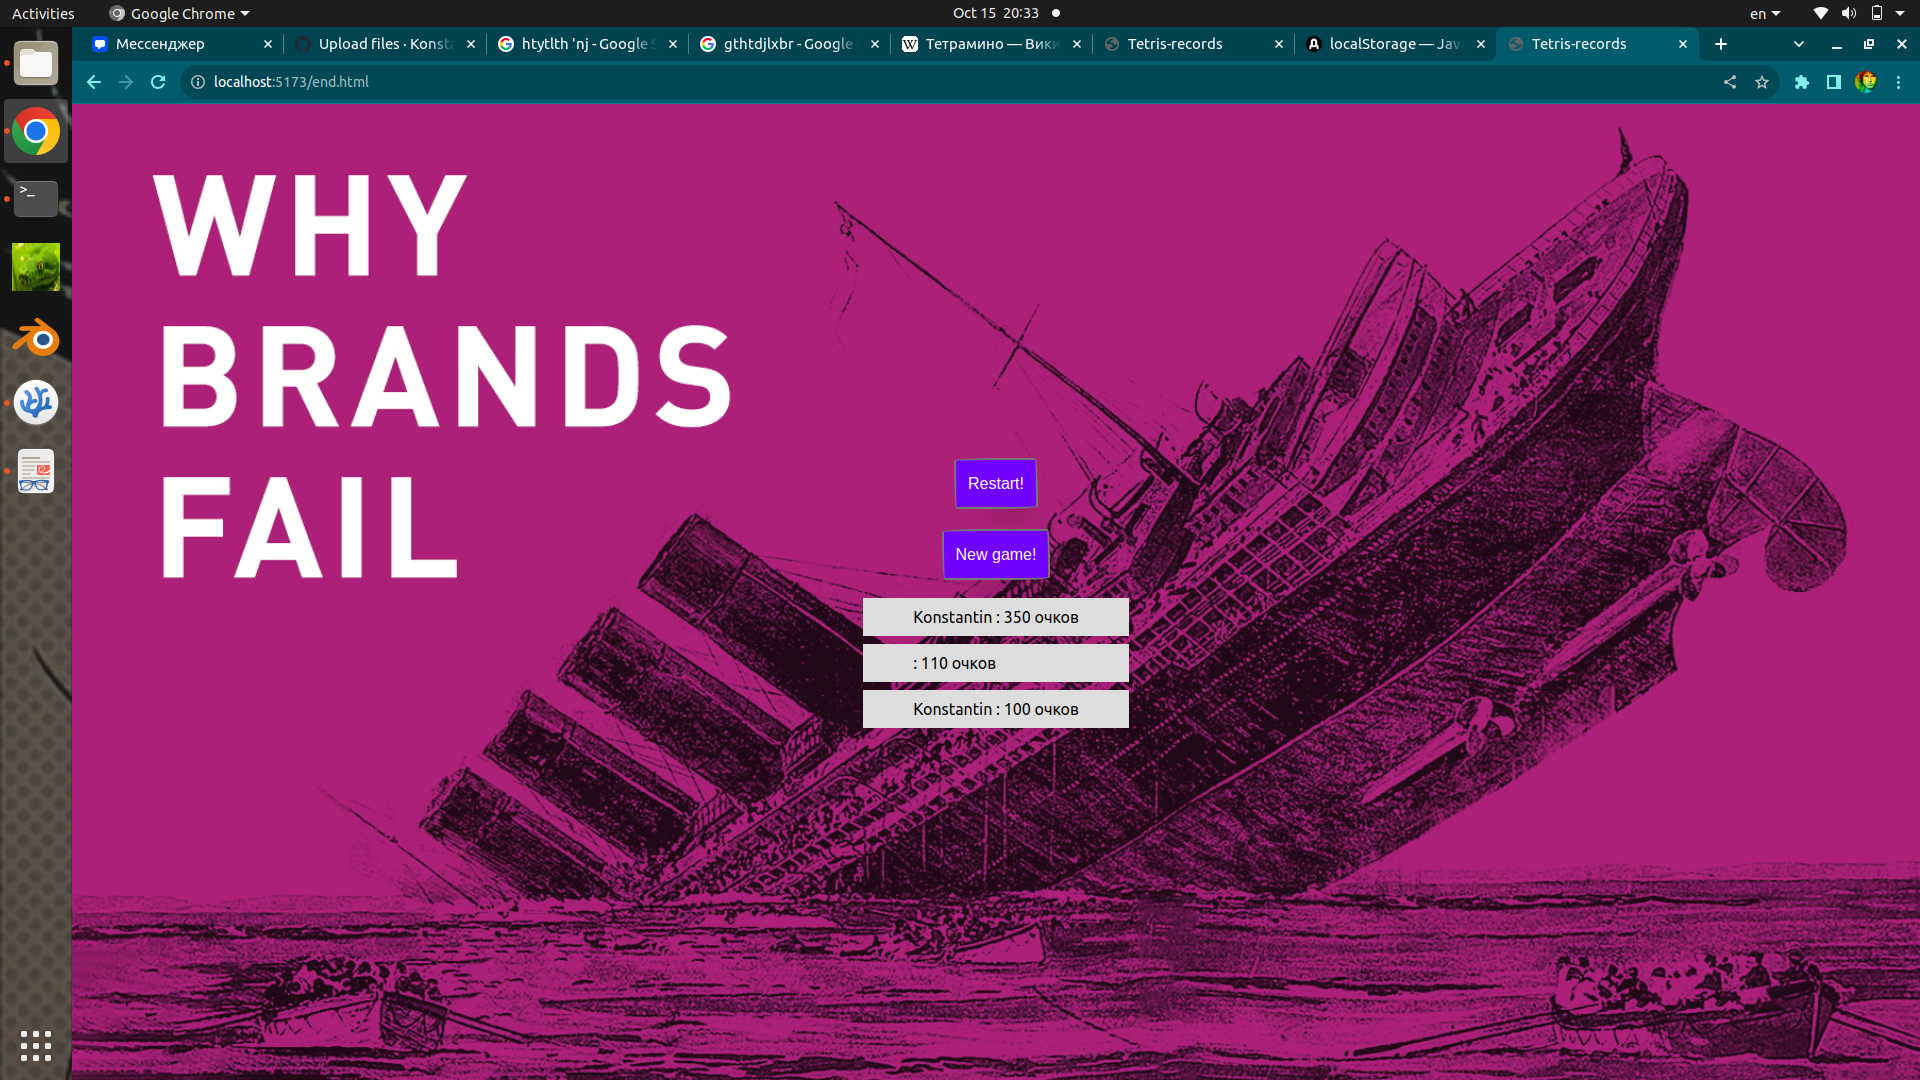 Activities
Google Chrome
Oct 15 20:33
en
Мессенджер
Upload files · Konsta
htytlth 'nj - Google S
gthtdjlxbr - Google
Тетрамино — Вики
Tetris-records
localStorage — Java
Tetris-records
localhost:5173/end.html
WHY
BRANDS
FAIL
Restart!
New game!
Konstantin : 350 очков
: 110 очков
Konstantin : 100 очков